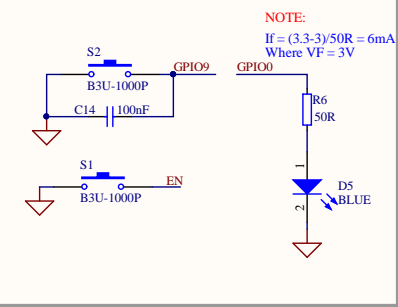 NOTE:
If = (3.3-3)/50R = 6mA
Where VF = 3V
S2
GPIO9
GPIO0
B3U-1000P
C14
100nF
R6
50R
S1
EN
B3U-1000P
1
D5
BLUE
2